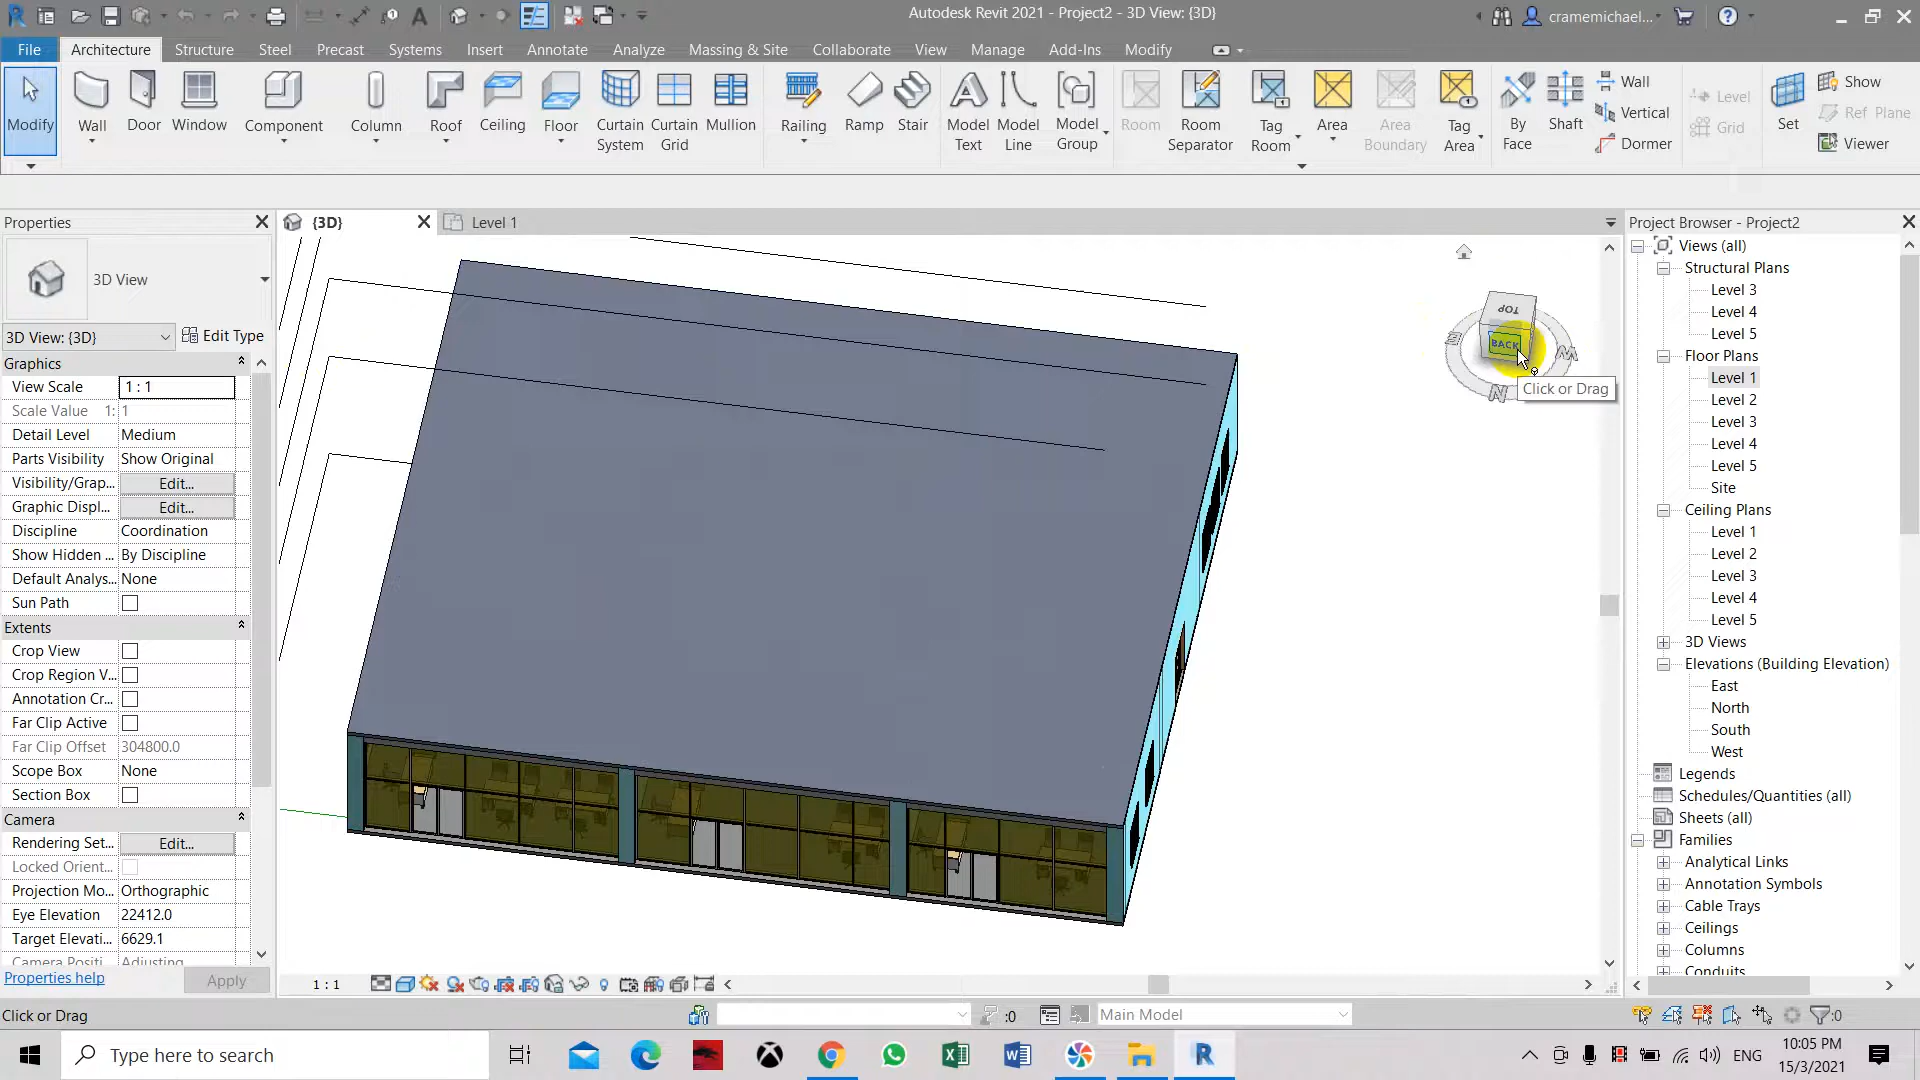 Autodesk Revit 2021 - Project2 - 3D View: {3D}
cramemichael...
File Architecture Structure Steel Precast Systems Insert Annotate Analyze Massing & Site Collaborate View Manage Add-Ins Modify
Modify
Wall
Door
Window
Component
Column
Roof
Ceiling
Floor
Curtain System
Curtain Grid
Mullion
Railing
Ramp
Stair
Model Text
Model Line
Model Group
Room
Room Separator
Tag Room
Area
Area Boundary
Tag Area
By Face
Shaft
Wall
Vertical
Dormer
Level
Grid
Set
Show
Ref Plane
Viewer
Properties
3D View
3D View: {3D}
Edit Type
Graphics
View Scale 1 : 1
Scale Value 1: 1
Detail Level Medium
Parts Visibility Show Original
Visibility/Grap... Edit...
Graphic Displ... Edit...
Discipline Coordination
Show Hidden ... By Discipline
Default Analys... None
Sun Path
Extents
Crop View
Crop Region V...
Annotation Cr...
Far Clip Active
Far Clip Offset 304800.0
Scope Box None
Section Box
Camera
Rendering Set... Edit...
Locked Orient...
Projection Mo... Orthographic
Eye Elevation 22412.0
Target Elevati... 6629.1
Camera Positi... Adjusting
Properties help
Apply
{3D}
Level 1
TOP
BACK
E
W
N
Click or Drag
Project Browser - Project2
Views (all)
Structural Plans
Level 3
Level 4
Level 5
Floor Plans
Level 1
Level 2
Level 3
Level 4
Level 5
Site
Ceiling Plans
Level 1
Level 2
Level 3
Level 4
Level 5
3D Views
Elevations (Building Elevation)
East
North
South
West
Legends
Schedules/Quantities (all)
Sheets (all)
Families
Analytical Links
Annotation Symbols
Cable Trays
Ceilings
Columns
Conduits
1 : 1
Click or Drag
:0
Main Model
:0
Type here to search
ENG
10:05 PM
15/3/2021